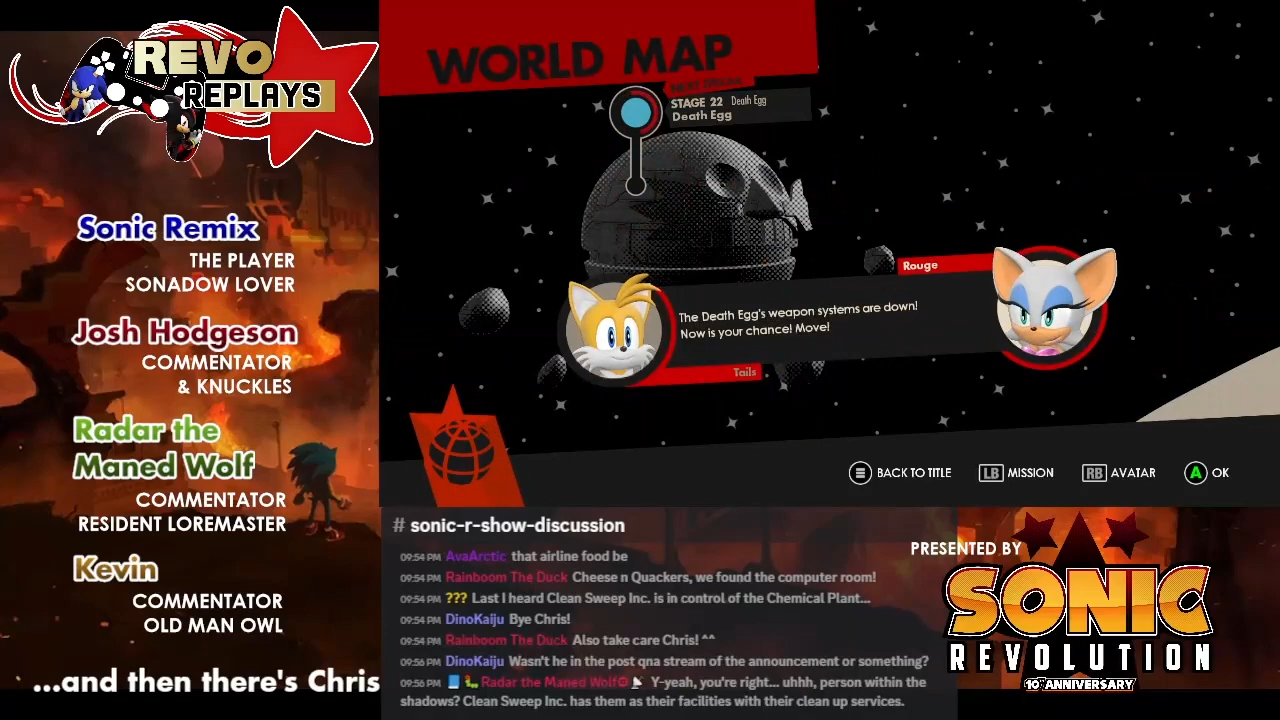 REVO
REPLAYS
Sonic Remix
THE PLAYER
SONADOW LOVER
Josh Hodgeson
COMMENTATOR
& KNUCKLES
Radar the
Maned Wolf
COMMENTATOR
RESIDENT LOREMASTER
Kevin
COMMENTATOR
OLD MAN OWL
...and then there's Chris
WORLD MAP
STAGE 22 Death Egg
Death Egg
Rouge
The Death Egg's weapon systems are down!
Now is your chance! Move!
Tails
BACK TO TITLE
LB MISSION
RB AVATAR
A OK
# sonic-r-show-discussion
09:54 PM AvaArctic that airline food be
09:54 PM Rainboom The Duck Cheese n Quackers, we found the computer room!
09:54 PM ??? Last I heard Clean Sweep Inc. is in control of the Chemical Plant...
09:54 PM DinoKaiju Bye Chris!
09:54 PM Rainboom The Duck Also take care Chris! ^^
09:56 PM DinoKaiju Wasn't he in the post qna stream of the announcement or something?
09:56 PM Radar the Maned Wolf Y-yeah, you're right... uhhh, person within the
shadows? Clean Sweep Inc. has them as their facilities with their clean up services.
PRESENTED BY
SONIC
REVOLUTION
10TH ANNIVERSARY